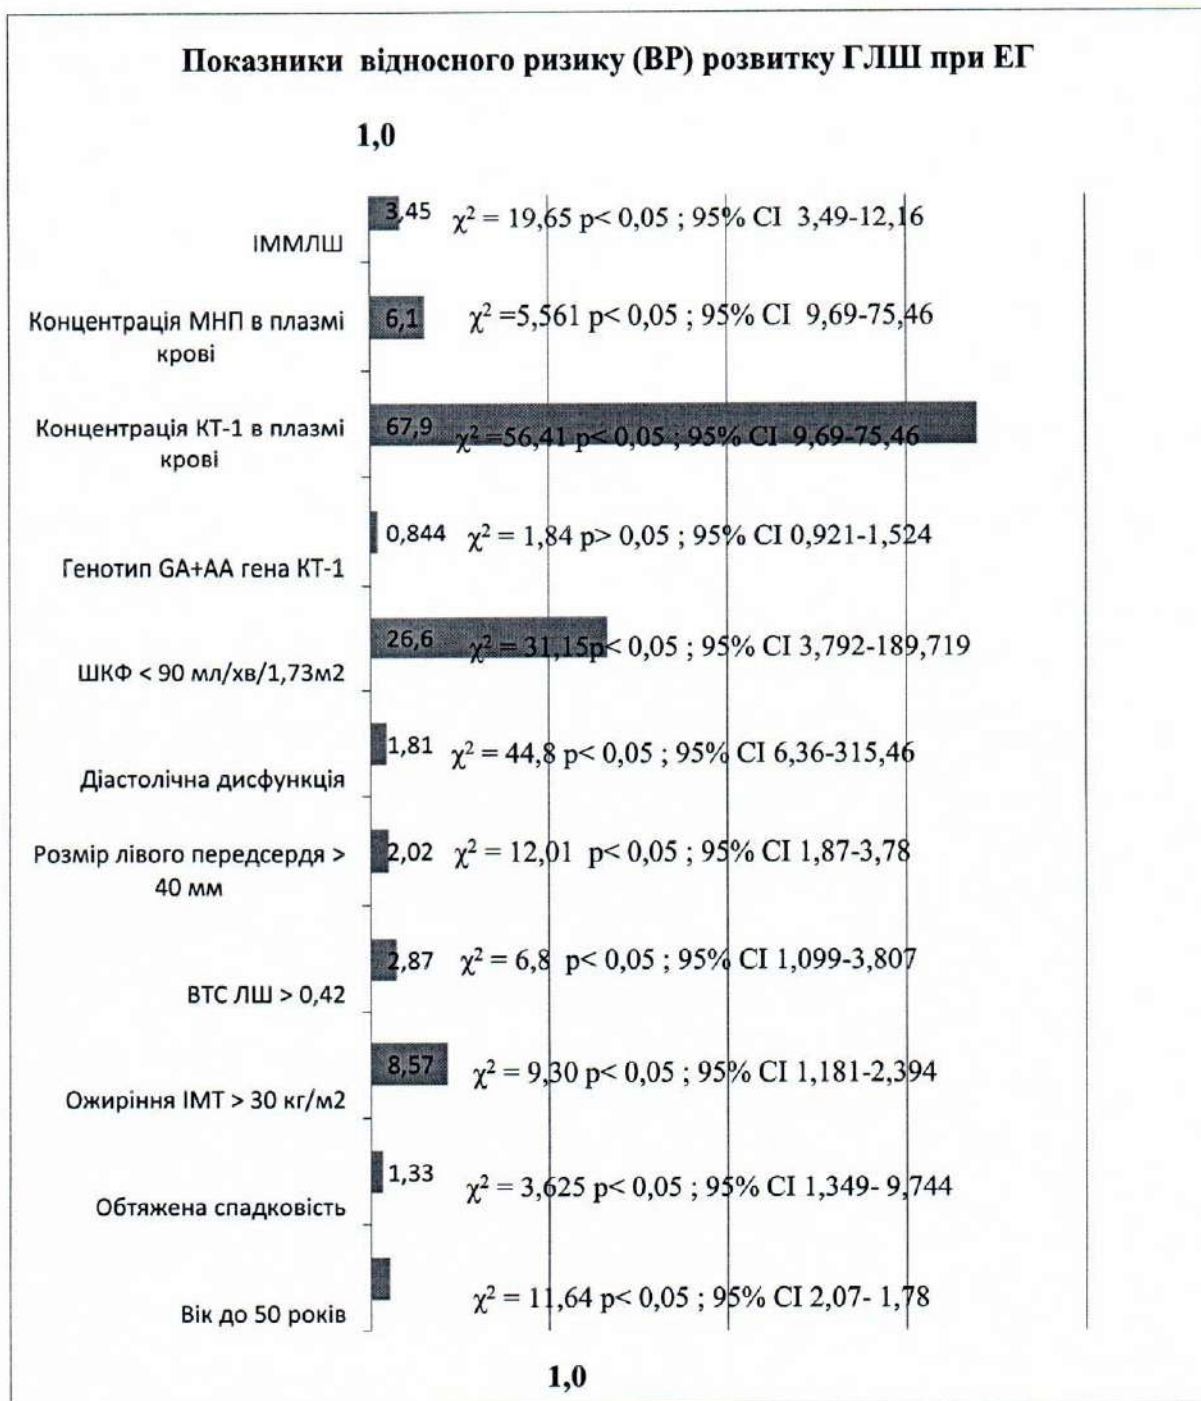 Показники відносного ризику (ВР) розвитку ГЛШ при ЕГ
1,0
ІММЛШ
3,45
χ² = 19,65 p< 0,05 ; 95% CI 3,49-12,16
Концентрація МНП в плазмі
крові
6,1
χ² =5,561 p< 0,05 ; 95% CI 9,69-75,46
Концентрація КТ-1 в плазмі
крові
67,9
χ² =56,41 p< 0,05 ; 95% CI 9,69-75,46
Генотип GA+AA гена КТ-1
0,844
χ² = 1,84 p> 0,05 ; 95% CI 0,921-1,524
ШКФ < 90 мл/хв/1,73м2
26,6
χ² = 31,15p< 0,05 ; 95% CI 3,792-189,719
Діастолічна дисфункція
1,81
χ² = 44,8 p< 0,05 ; 95% CI 6,36-315,46
Розмір лівого передсердя >
40 мм
2,02
χ² = 12,01 p< 0,05 ; 95% CI 1,87-3,78
ВТС ЛШ > 0,42
2,87
χ² = 6,8 p< 0,05 ; 95% CI 1,099-3,807
Ожиріння ІМТ > 30 кг/м2
8,57
χ² = 9,30 p< 0,05 ; 95% CI 1,181-2,394
Обтяжена спадковість
1,33
χ² = 3,625 p< 0,05 ; 95% CI 1,349- 9,744
Вік до 50 років
χ² = 11,64 p< 0,05 ; 95% CI 2,07- 1,78
1,0